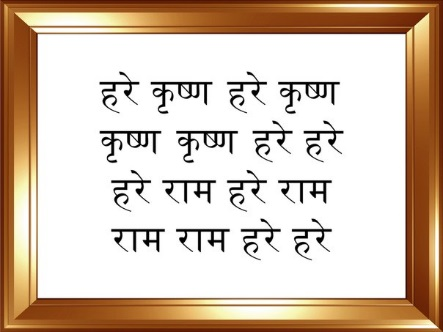 हरे कृष्ण हरे कृष्ण
कृष्ण कृष्ण हरे हरे
हरे राम हरे राम
राम राम हरे हरे